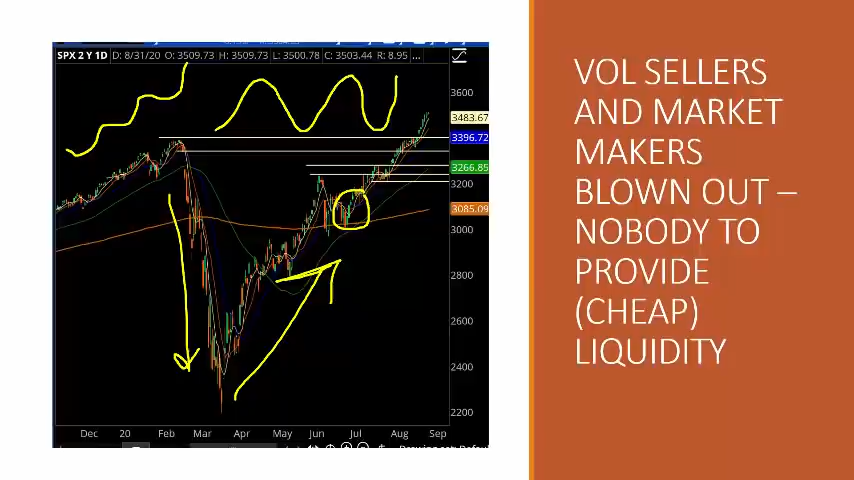 SPX 2 Y 1D D: 8/31/20 O: 3509.73 H: 3509.73 L: 3500.78 C: 3503.44 R: 8.95 ...
3600
3483.67
3396.72
3266.85
3200
3085.09
3000
2800
2600
2400
2200
Dec 20 Feb Mar Apr May Jun Jul Aug Sep
VOL SELLERS
AND MARKET
MAKERS
BLOWN OUT –
NOBODY TO
PROVIDE
(CHEAP)
LIQUIDITY